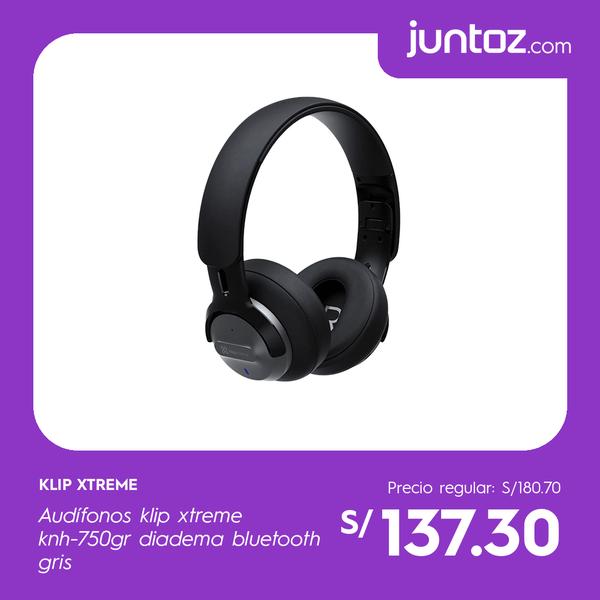 juntoz.com
KLIP XTREME
Audífonos klip xtreme
knh-750gr diadema bluetooth
gris
Precio regular: S/180.70
S/137.30